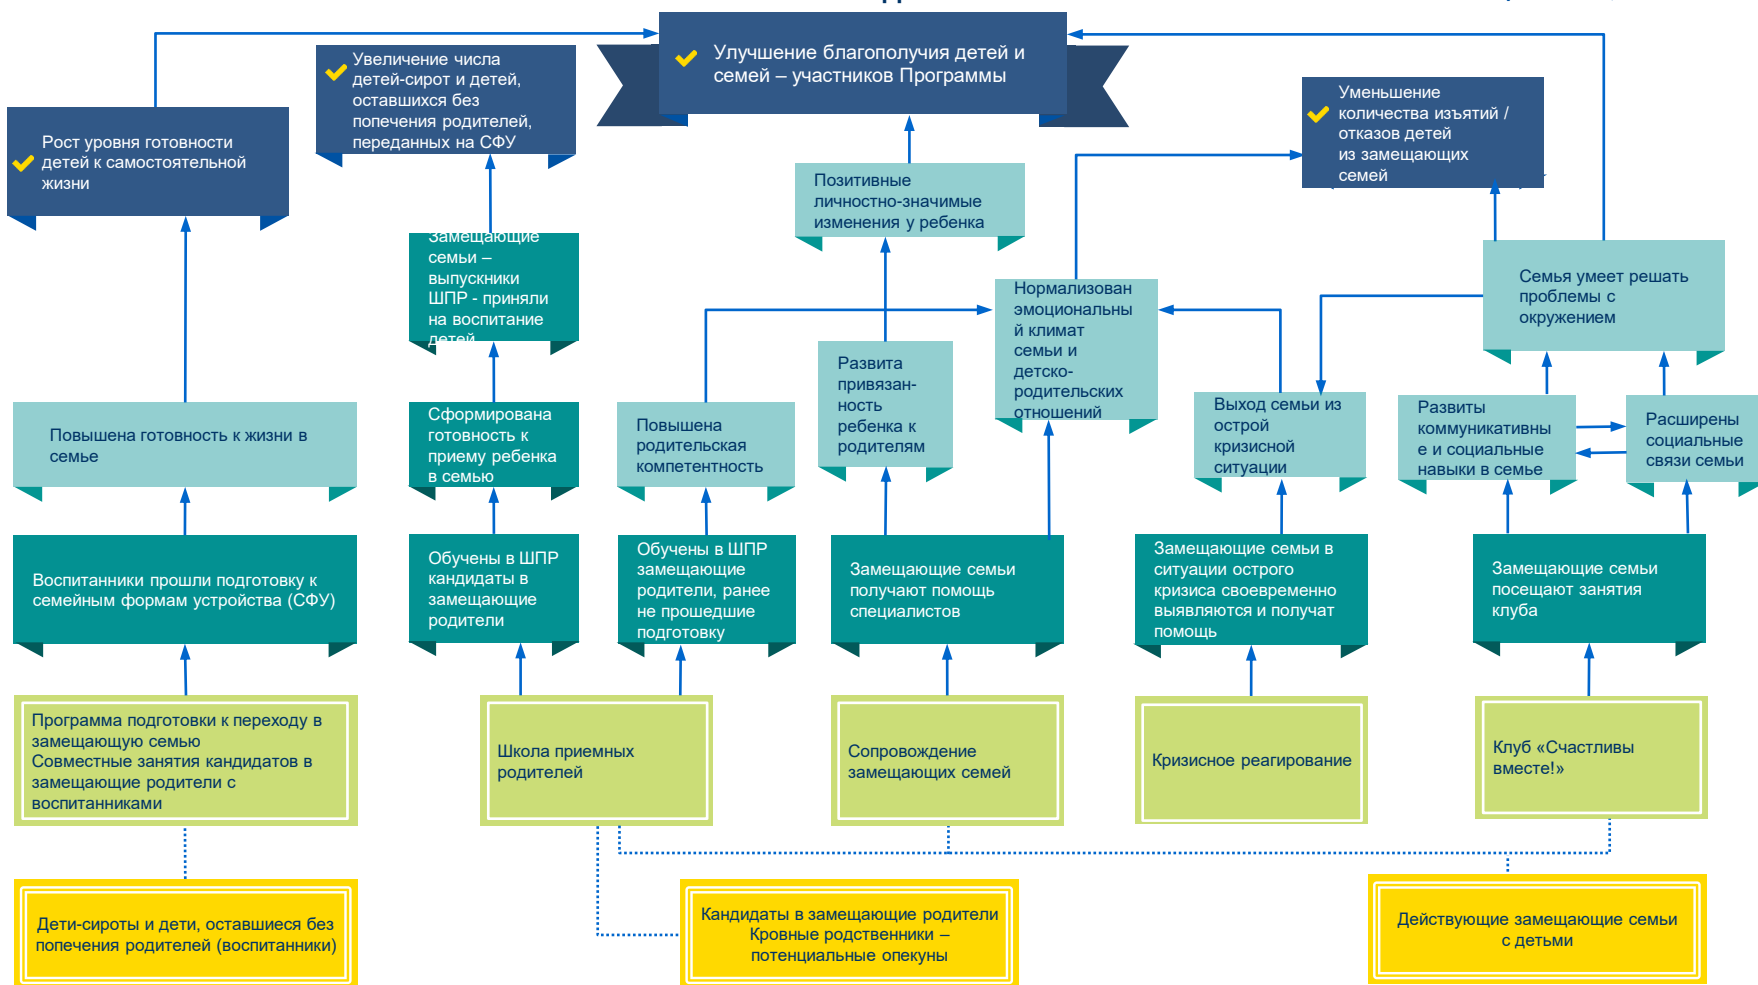 Улучшение благополучия детей и
семей – участников Программы
Увеличение числа
детей-сирот и детей,
оставшихся без
попечения родителей,
переданных на СФУ
Уменьшение
количества изъятий /
отказов детей
из замещающих
семей
Рост уровня готовности
детей к самостоятельной
жизни
Позитивные
личностно-значимые
изменения у ребенка
Замещающие
семьи –
выпускники
ШПР - приняли
на воспитание
детей
Нормализован
эмоциональны
й климат
семьи и
детско-
родительских
отношений
Семья умеет решать
проблемы с
окружением
Развита
привязан-
ность
ребенка к
родителям
Повышена готовность к жизни в
семье
Сформирована
готовность к
приему ребенка
в семью
Повышена
родительская
компетентность
Выход семьи из
острой
кризисной
ситуации
Развиты
коммуникативны
е и социальные
навыки в семье
Расширены
социальные
связи семьи
Воспитанники прошли подготовку к
семейным формам устройства (СФУ)
Обучены в ШПР
кандидаты в
замещающие
родители
Обучены в ШПР
замещающие
родители, ранее
не прошедшие
подготовку
Замещающие семьи
получают помощь
специалистов
Замещающие семьи в
ситуации острого
кризиса своевременно
выявляются и получат
помощь
Замещающие семьи
посещают занятия
клуба
Программа подготовки к переходу в
замещающую семью
Совместные занятия кандидатов в
замещающие родители с
воспитанниками
Школа приемных
родителей
Сопровождение
замещающих семей
Кризисное реагирование
Клуб «Счастливы
вместе!»
Дети-сироты и дети, оставшиеся без
попечения родителей (воспитанники)
Кандидаты в замещающие родители
Кровные родственники –
потенциальные опекуны
Действующие замещающие семьи
с детьми